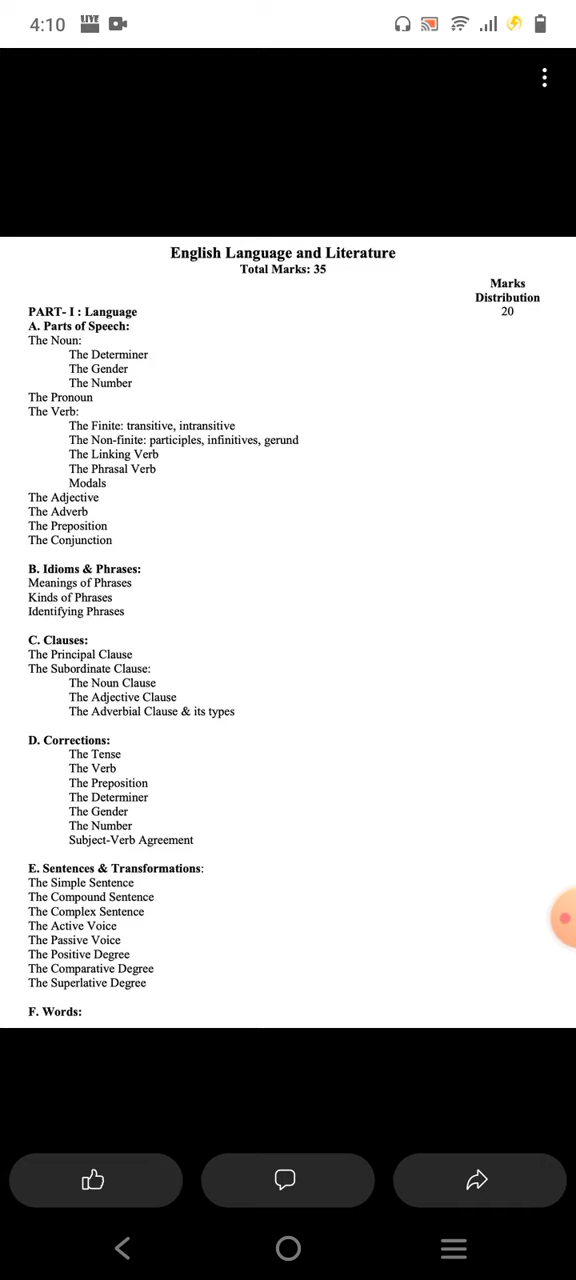 4:10 LIVE
English Language and Literature
Total Marks: 35
Marks
Distribution
PART- I : Language 20
A. Parts of Speech:
The Noun:
The Determiner
The Gender
The Number
The Pronoun
The Verb:
The Finite: transitive, intransitive
The Non-finite: participles, infinitives, gerund
The Linking Verb
The Phrasal Verb
Modals
The Adjective
The Adverb
The Preposition
The Conjunction
B. Idioms & Phrases:
Meanings of Phrases
Kinds of Phrases
Identifying Phrases
C. Clauses:
The Principal Clause
The Subordinate Clause:
The Noun Clause
The Adjective Clause
The Adverbial Clause & its types
D. Corrections:
The Tense
The Verb
The Preposition
The Determiner
The Gender
The Number
Subject-Verb Agreement
E. Sentences & Transformations:
The Simple Sentence
The Compound Sentence
The Complex Sentence
The Active Voice
The Passive Voice
The Positive Degree
The Comparative Degree
The Superlative Degree
F. Words: